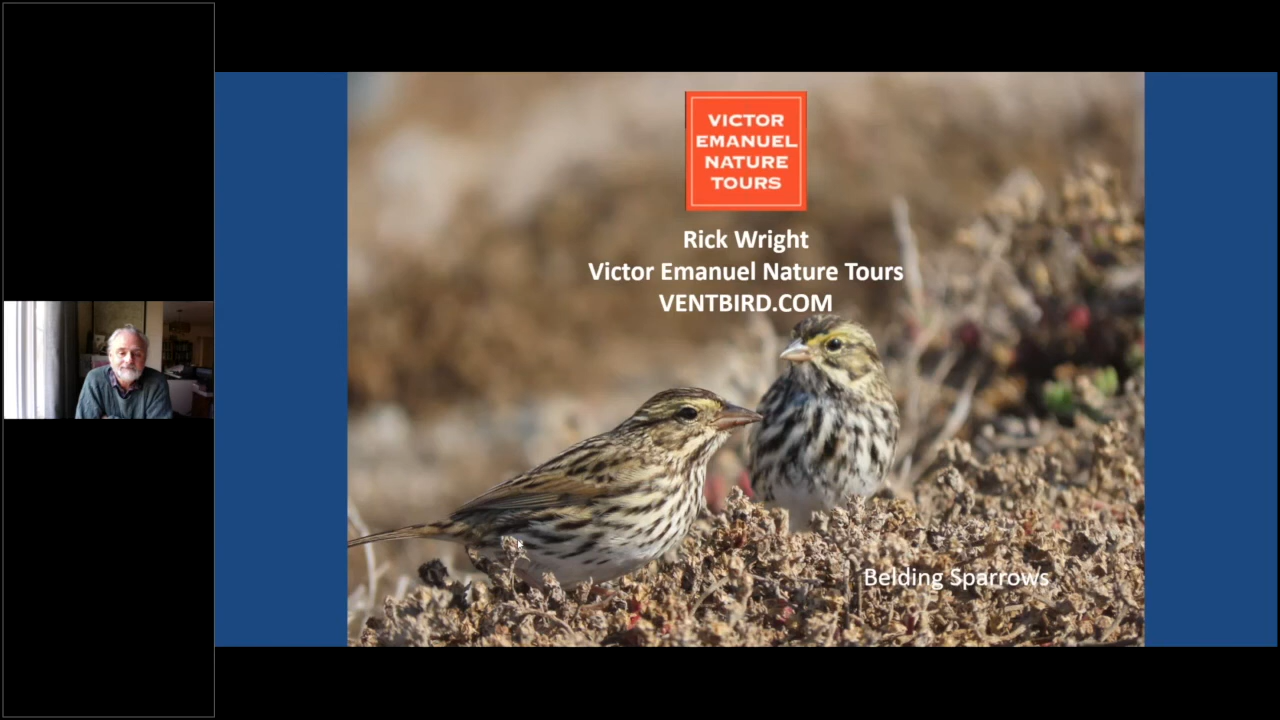 VICTOR
EMANUEL
NATURE
TOURS
Rick Wright
Victor Emanuel Nature Tours
VENTBIRD.COM
Belding Sparrows